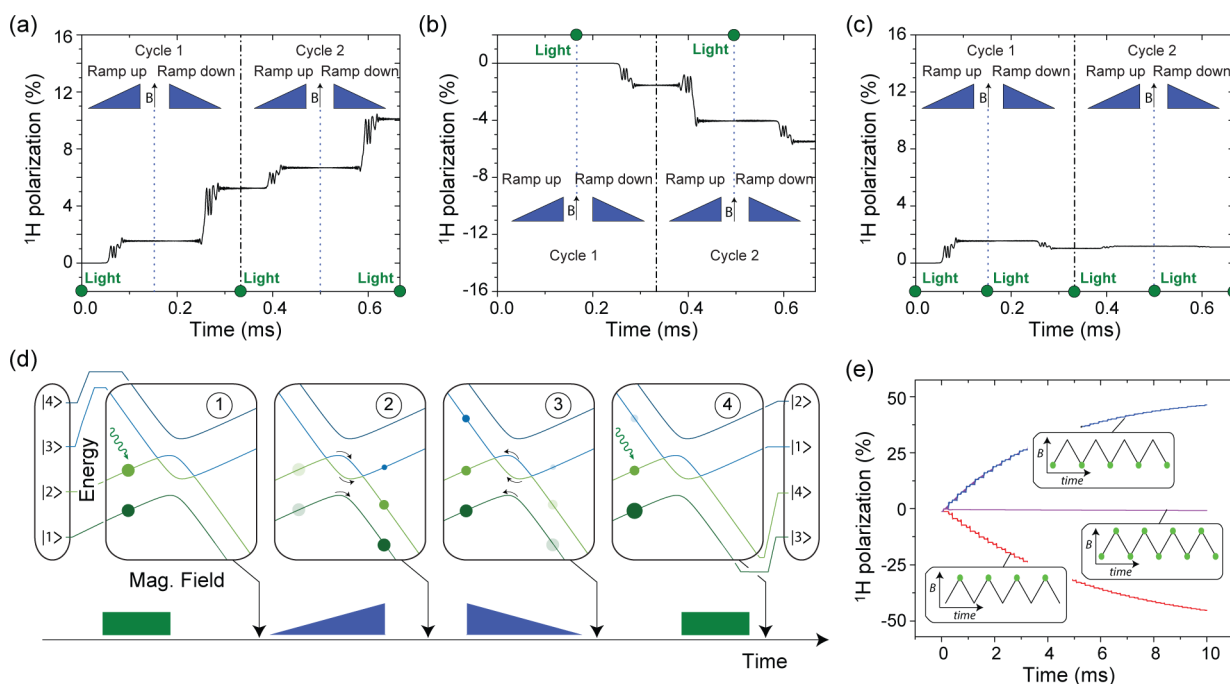 (a)
16
12
8
4
0
¹H polarization (%)
Cycle 1
Cycle 2
Ramp up
Ramp down
Ramp up
Ramp down
B
B
Light
Light
Light
0.0
0.2
0.4
0.6
Time (ms)
(b)
2
0
-4
-8
-12
-16
¹H polarization (%)
Light
Light
Ramp up
Ramp down
Ramp up
Ramp down
B
B
Cycle 1
Cycle 2
0.0
0.2
0.4
0.6
Time (ms)
(c)
16
12
8
4
0
¹H polarization (%)
Cycle 1
Cycle 2
Ramp up
Ramp down
Ramp up
Ramp down
B
B
Light
Light
Light
Light
0.0
0.2
0.4
0.6
Time (ms)
(d)
|4>
|3>
|2>
|1>
Energy
1
2
3
4
|2>
|1>
|4>
|3>
Mag. Field
Time
(e)
50
25
0
-25
-50
¹H polarization (%)
B
time
B
time
B
time
0
2
4
6
8
10
Time (ms)